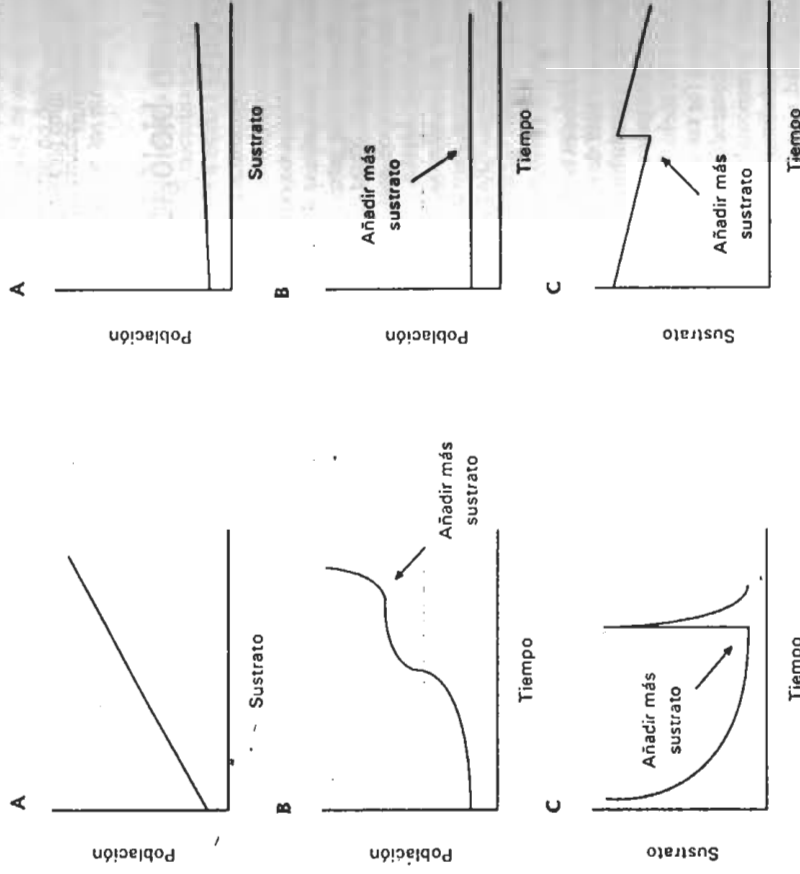 A
Población
Sustrato
B
Población
Añadir más
sustrato
Tiempo
C
Sustrato
Añadir más
sustrato
Tiempo
A
Población
Sustrato
B
Población
Añadir más
sustrato
Tiempo
C
Sustrato
Añadir más
sustrato
Tiempo